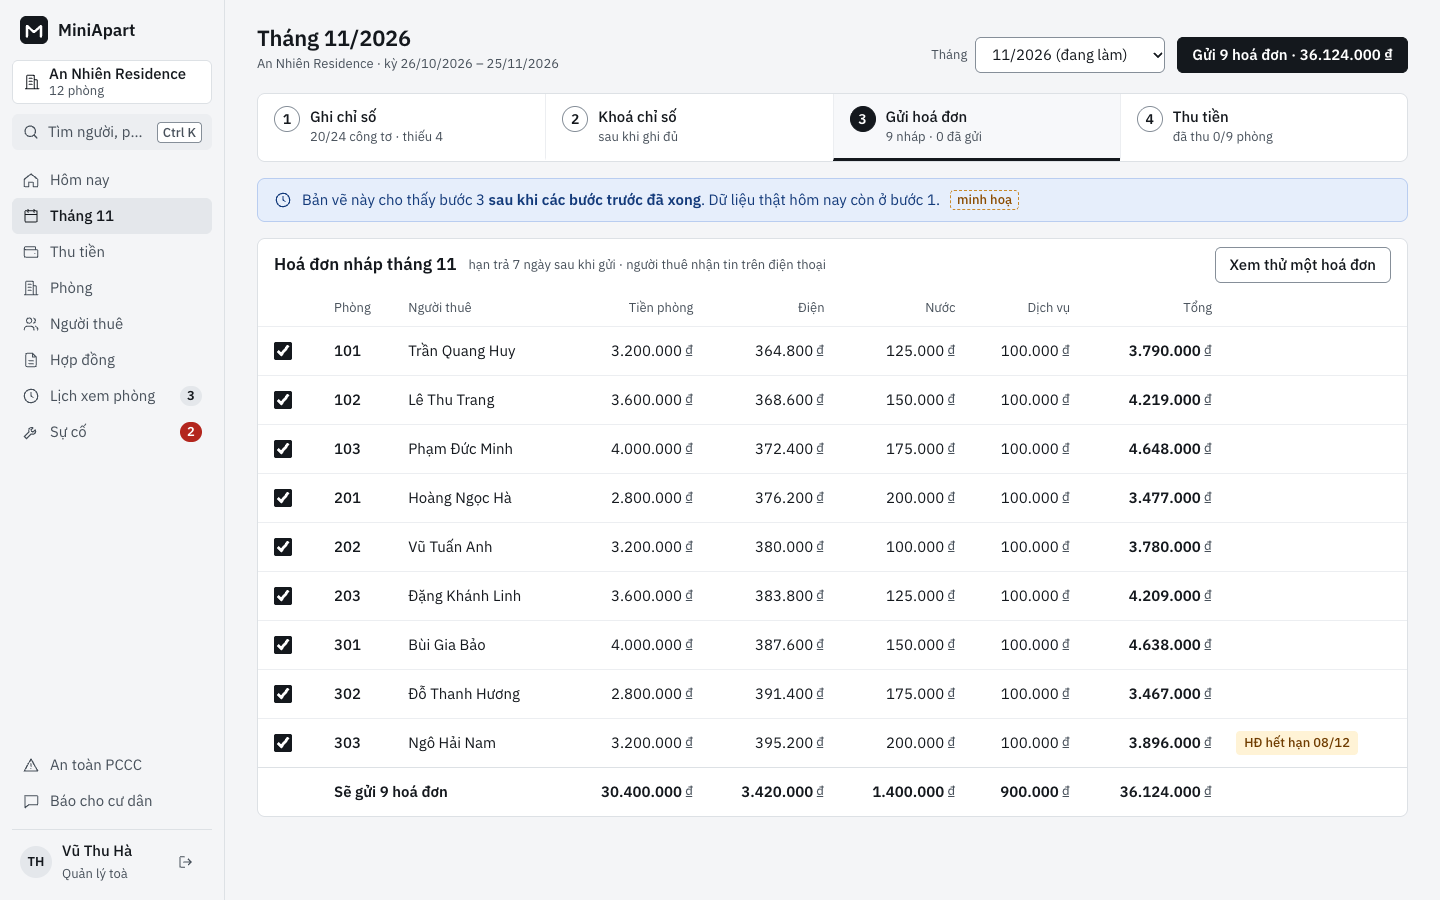 MiniApart
An Nhiên Residence
12 phòng
Tìm người, p... Ctrl K
Hôm nay
Tháng 11
Thu tiền
Phòng
Người thuê
Hợp đồng
Lịch xem phòng 3
Sự cố 2
An toàn PCCC
Báo cho cư dân
TH Vũ Thu Hà
Quản lý toà
Tháng 11/2026
An Nhiên Residence · kỳ 26/10/2026 – 25/11/2026
Tháng 11/2026 (đang làm) Gửi 9 hoá đơn · 36.124.000 ₫
1 Ghi chỉ số
20/24 công tơ · thiếu 4
2 Khoá chỉ số
sau khi ghi đủ
3 Gửi hoá đơn
9 nháp · 0 đã gửi
4 Thu tiền
đã thu 0/9 phòng
Bản vẽ này cho thấy bước 3 sau khi các bước trước đã xong. Dữ liệu thật hôm nay còn ở bước 1. minh hoạ
Hoá đơn nháp tháng 11 hạn trả 7 ngày sau khi gửi · người thuê nhận tin trên điện thoại Xem thử một hoá đơn
Phòng Người thuê Tiền phòng Điện Nước Dịch vụ Tổng
101 Trần Quang Huy 3.200.000 ₫ 364.800 ₫ 125.000 ₫ 100.000 ₫ 3.790.000 ₫
102 Lê Thu Trang 3.600.000 ₫ 368.600 ₫ 150.000 ₫ 100.000 ₫ 4.219.000 ₫
103 Phạm Đức Minh 4.000.000 ₫ 372.400 ₫ 175.000 ₫ 100.000 ₫ 4.648.000 ₫
201 Hoàng Ngọc Hà 2.800.000 ₫ 376.200 ₫ 200.000 ₫ 100.000 ₫ 3.477.000 ₫
202 Vũ Tuấn Anh 3.200.000 ₫ 380.000 ₫ 100.000 ₫ 100.000 ₫ 3.780.000 ₫
203 Đặng Khánh Linh 3.600.000 ₫ 383.800 ₫ 125.000 ₫ 100.000 ₫ 4.209.000 ₫
301 Bùi Gia Bảo 4.000.000 ₫ 387.600 ₫ 150.000 ₫ 100.000 ₫ 4.638.000 ₫
302 Đỗ Thanh Hương 2.800.000 ₫ 391.400 ₫ 175.000 ₫ 100.000 ₫ 3.467.000 ₫
303 Ngô Hải Nam 3.200.000 ₫ 395.200 ₫ 200.000 ₫ 100.000 ₫ 3.896.000 ₫ HĐ hết hạn 08/12
Sẽ gửi 9 hoá đơn 30.400.000 ₫ 3.420.000 ₫ 1.400.000 ₫ 900.000 ₫ 36.124.000 ₫